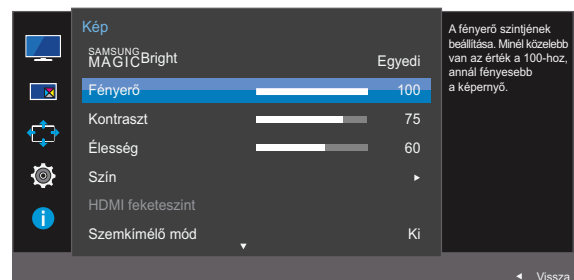 Kép
SAMSUNG
MAGICBright Egyedi
Fényerő 100
Kontraszt 75
Élesség 60
Szín ►
HDMI feketeszint
Szemkímélő mód Ki
▼
A fényerő szintjének
beállítása. Minél közelebb
van az érték a 100-hoz,
annál fényesebb
a képernyő.
◄ Vissza